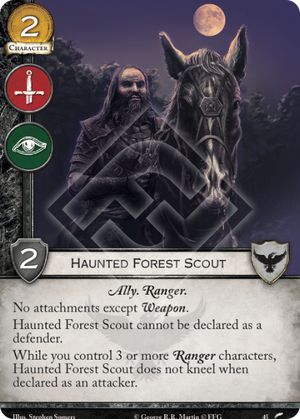 2
CHARACTER
2
HAUNTED FOREST SCOUT
Ally. Ranger.
No attachments except Weapon.
Haunted Forest Scout cannot be declared as a
defender.
While you control 3 or more Ranger characters,
Haunted Forest Scout does not kneel when
declared as an attacker.
Illus. Stephen Somers © George R.R. Martin © FFG 45